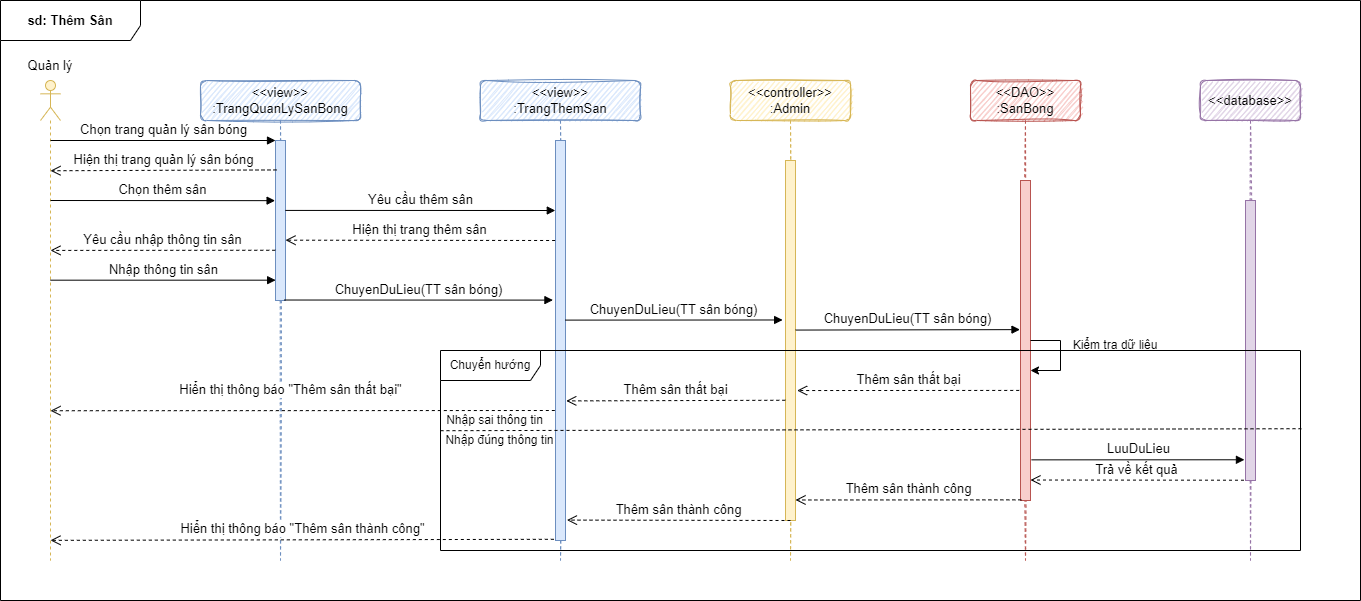 sd: Thêm Sân
Quản lý
<<view>>
:TrangQuanLySanBong
<<view>>
:TrangThemSan
<<controller>>
:Admin
<<DAO>>
:SanBong
<<database>>
Chọn trang quản lý sân bóng
Hiện thị trang quản lý sân bóng
Chọn thêm sân
Yêu cầu thêm sân
Hiện thị trang thêm sân
Yêu cầu nhập thông tin sân
Nhập thông tin sân
ChuyenDuLieu(TT sân bóng)
ChuyenDuLieu(TT sân bóng)
ChuyenDuLieu(TT sân bóng)
Kiểm tra dữ liêu
Chuyển hướng
Thêm sân thất bại
Thêm sân thất bại
Hiển thị thông báo "Thêm sân thất bại"
Nhập sai thông tin
Nhập đúng thông tin
LuuDuLieu
Trả về kết quả
Thêm sân thành công
Thêm sân thành công
Hiển thị thông báo "Thêm sân thành công"